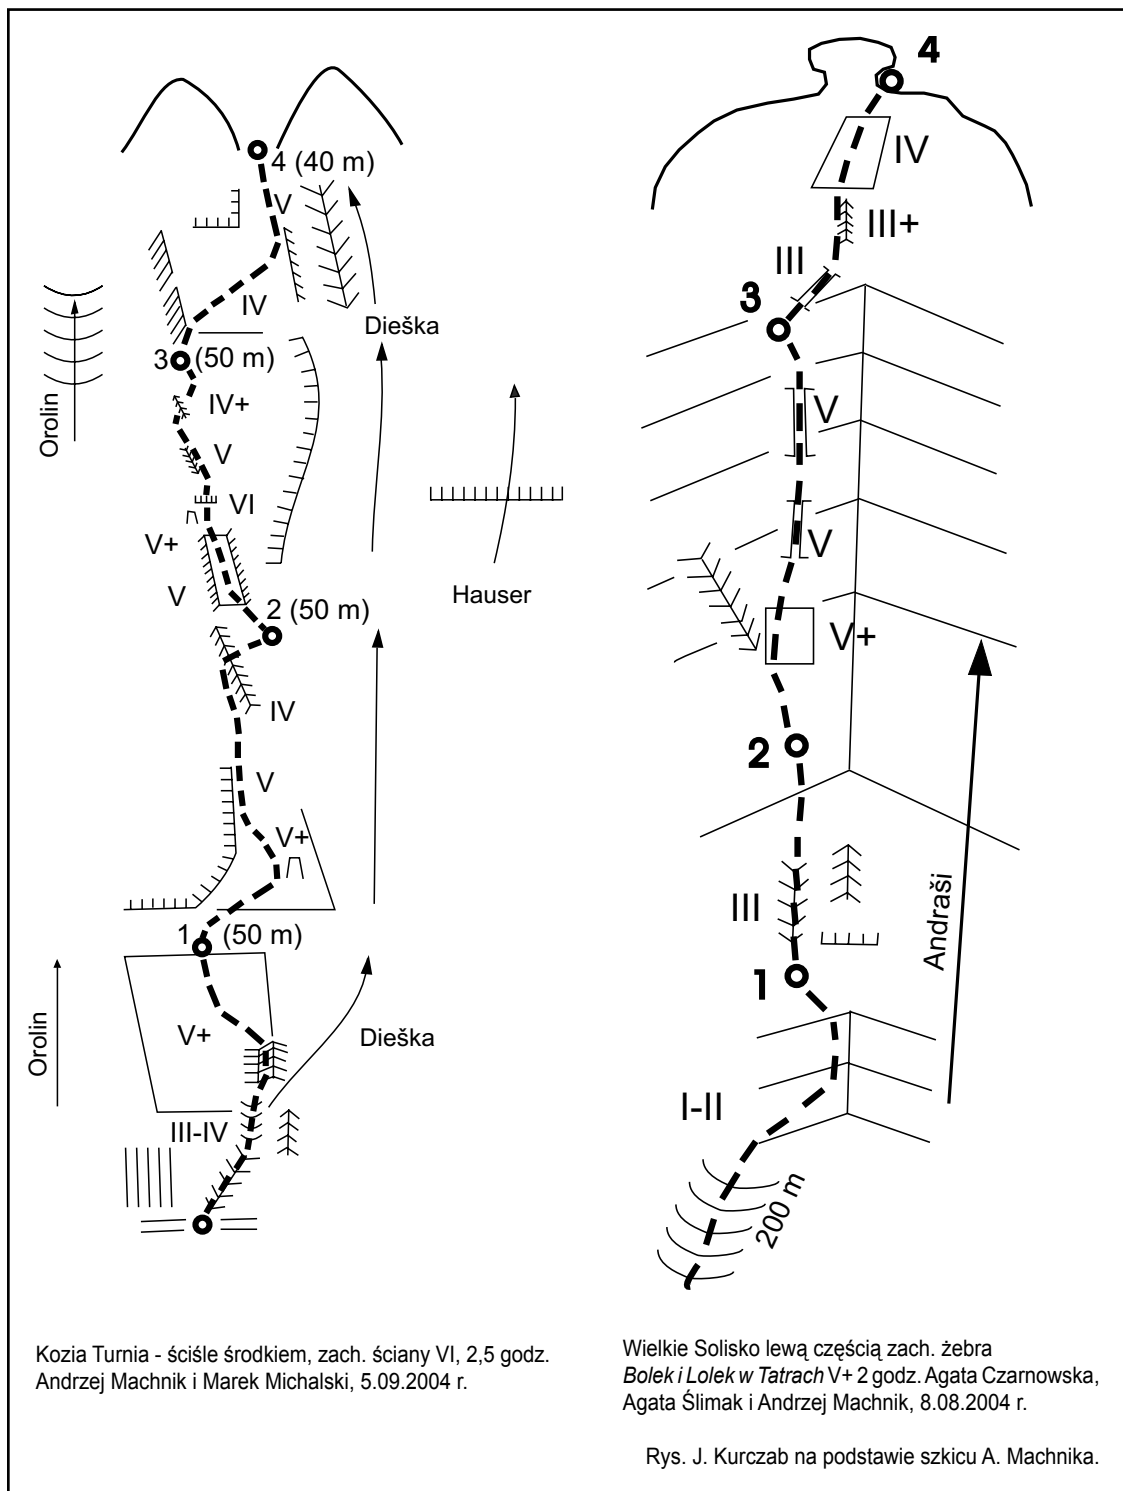 4 (40 m)
V
IV
Dieška
Orolin
3 (50 m)
IV+
V
VI
V+
V
Hauser
2 (50 m)
IV
V
V+
1 (50 m)
V+
Orolin
Dieška
III-IV
Kozia Turnia - ściśle środkiem, zach. ściany VI, 2,5 godz.
Andrzej Machnik i Marek Michalski, 5.09.2004 r.
4
IV
III+
III
3
V
V
V+
2
III
Andraši
1
I-II
200 m
Wielkie Solisko lewą częścią zach. żebra
Bolek i Lolek w Tatrach V+ 2 godz. Agata Czarnowska,
Agata Ślimak i Andrzej Machnik, 8.08.2004 r.
Rys. J. Kurczab na podstawie szkicu A. Machnika.